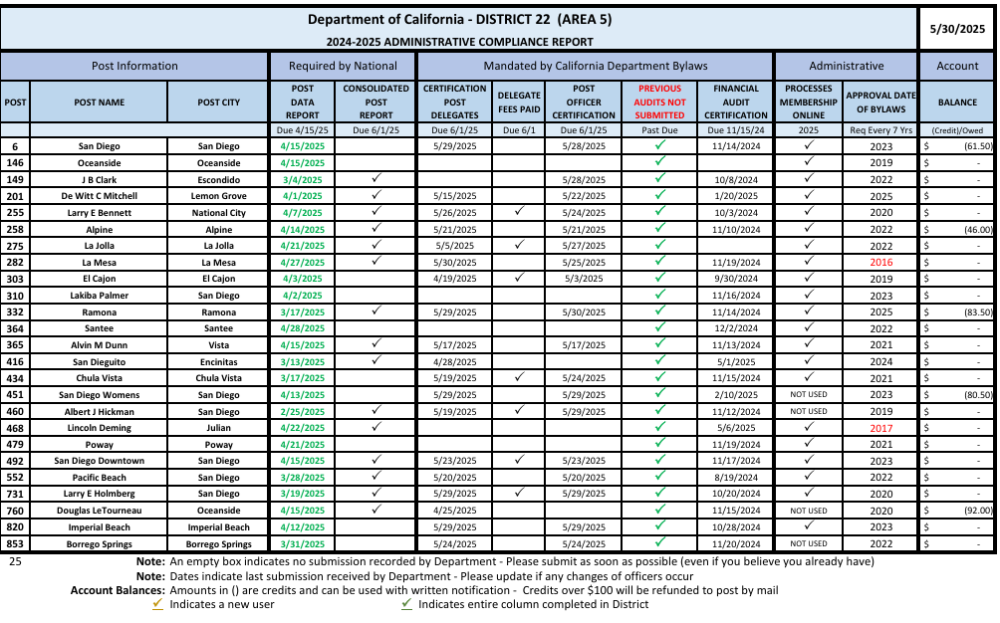 Department of California - DISTRICT 22 (AREA 5)
5/30/2025
2024-2025 ADMINISTRATIVE COMPLIANCE REPORT
Post Information Required by National Mandated by California Department Bylaws Administrative Account
POST POST NAME POST CITY POST DATA REPORT CONSOLIDATED POST REPORT CERTIFICATION POST DELEGATES DELEGATE FEES PAID POST OFFICER CERTIFICATION PREVIOUS AUDITS NOT SUBMITTED FINANCIAL AUDIT CERTIFICATION PROCESSES MEMBERSHIP ONLINE APPROVAL DATE OF BYLAWS BALANCE
Due 4/15/25 Due 6/1/25 Due 6/1/25 Due 6/1 Due 6/1/25 Past Due Due 11/15/24 2025 Req Every 7 Yrs (Credit)/Owed
6 San Diego San Diego 4/15/2025 5/29/2025 5/28/2025 ✓ 11/14/2024 ✓ 2023 $ (61.50)
146 Oceanside Oceanside 4/15/2025 ✓ ✓ 2019 $ -
149 J B Clark Escondido 3/4/2025 ✓ 5/28/2025 ✓ 10/8/2024 ✓ 2022 $ -
201 De Witt C Mitchell Lemon Grove 4/1/2025 ✓ 5/15/2025 5/22/2025 ✓ 1/20/2025 ✓ 2025 $ -
255 Larry E Bennett National City 4/7/2025 ✓ 5/26/2025 ✓ 5/24/2025 ✓ 10/3/2024 ✓ 2020 $ -
258 Alpine Alpine 4/14/2025 ✓ 5/21/2025 5/21/2025 ✓ 11/10/2024 ✓ 2022 $ (46.00)
275 La Jolla La Jolla 4/21/2025 ✓ 5/5/2025 ✓ 5/27/2025 ✓ ✓ 2022 $ -
282 La Mesa La Mesa 4/27/2025 ✓ 5/30/2025 5/25/2025 ✓ 11/19/2024 ✓ 2016 $ -
303 El Cajon El Cajon 4/3/2025 4/19/2025 ✓ 5/3/2025 ✓ 9/30/2024 ✓ 2019 $ -
310 Lakiba Palmer San Diego 4/2/2025 ✓ 11/16/2024 ✓ 2023 $ -
332 Ramona Ramona 3/17/2025 ✓ 5/29/2025 5/30/2025 ✓ 11/14/2024 ✓ 2025 $ (83.50)
364 Santee Santee 4/28/2025 ✓ 12/2/2024 ✓ 2022 $ -
365 Alvin M Dunn Vista 4/15/2025 ✓ 5/17/2025 5/17/2025 ✓ 11/13/2024 ✓ 2021 $ -
416 San Dieguito Encinitas 3/13/2025 ✓ 4/28/2025 ✓ 5/1/2025 ✓ 2024 $ -
434 Chula Vista Chula Vista 3/17/2025 5/19/2025 ✓ 5/24/2025 ✓ 11/15/2024 ✓ 2021 $ -
451 San Diego Womens San Diego 4/13/2025 5/29/2025 5/29/2025 ✓ 2/10/2025 NOT USED 2023 $ (80.50)
460 Albert J Hickman San Diego 2/25/2025 ✓ 5/19/2025 ✓ 5/29/2025 ✓ 11/12/2024 NOT USED 2019 $ -
468 Lincoln Deming Julian 4/22/2025 ✓ ✓ 5/6/2025 ✓ 2017 $ -
479 Poway Poway 4/21/2025 ✓ 11/19/2024 ✓ 2021 $ -
492 San Diego Downtown San Diego 4/15/2025 ✓ 5/23/2025 ✓ 5/23/2025 ✓ 11/17/2024 ✓ 2023 $ -
552 Pacific Beach San Diego 3/28/2025 ✓ 5/20/2025 5/20/2025 ✓ 8/19/2024 ✓ 2022 $ -
731 Larry E Holmberg San Diego 3/19/2025 ✓ 5/29/2025 ✓ 5/29/2025 ✓ 10/20/2024 ✓ 2020 $ -
760 Douglas LeTourneau Oceanside 4/15/2025 ✓ 4/25/2025 ✓ 11/15/2024 NOT USED 2020 $ (92.00)
820 Imperial Beach Imperial Beach 4/12/2025 5/29/2025 5/29/2025 ✓ 10/28/2024 ✓ 2023 $ -
853 Borrego Springs Borrego Springs 3/31/2025 5/24/2025 5/24/2025 ✓ 11/20/2024 NOT USED 2022 $ -
25 Note: An empty box indicates no submission recorded by Department - Please submit as soon as possible (even if you believe you already have)
Note: Dates indicate last submission received by Department - Please update if any changes of officers occur
Account Balances: Amounts in () are credits and can be used with written notification - Credits over $100 will be refunded to post by mail
✓ Indicates a new user ✓ Indicates entire column completed in District